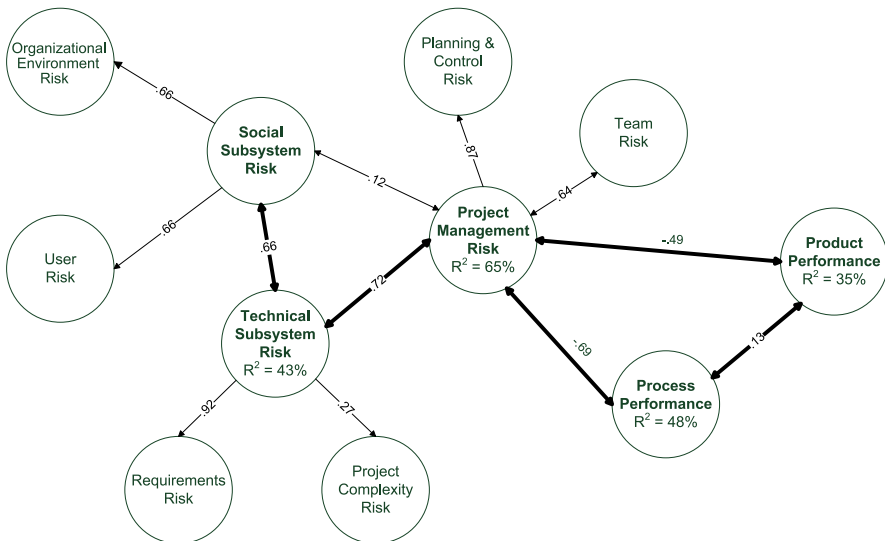 Organizational
Environment
Risk
.66
Social
Subsystem
Risk
.66
User
Risk
.66
.12
Planning &
Control
Risk
.87
Team
Risk
.64
Project
Management
Risk
R² = 65%
.72
Technical
Subsystem
Risk
R² = 43%
.92
.27
Requirements
Risk
Project
Complexity
Risk
-.49
Product
Performance
R² = 35%
-.69
.13
Process
Performance
R² = 48%